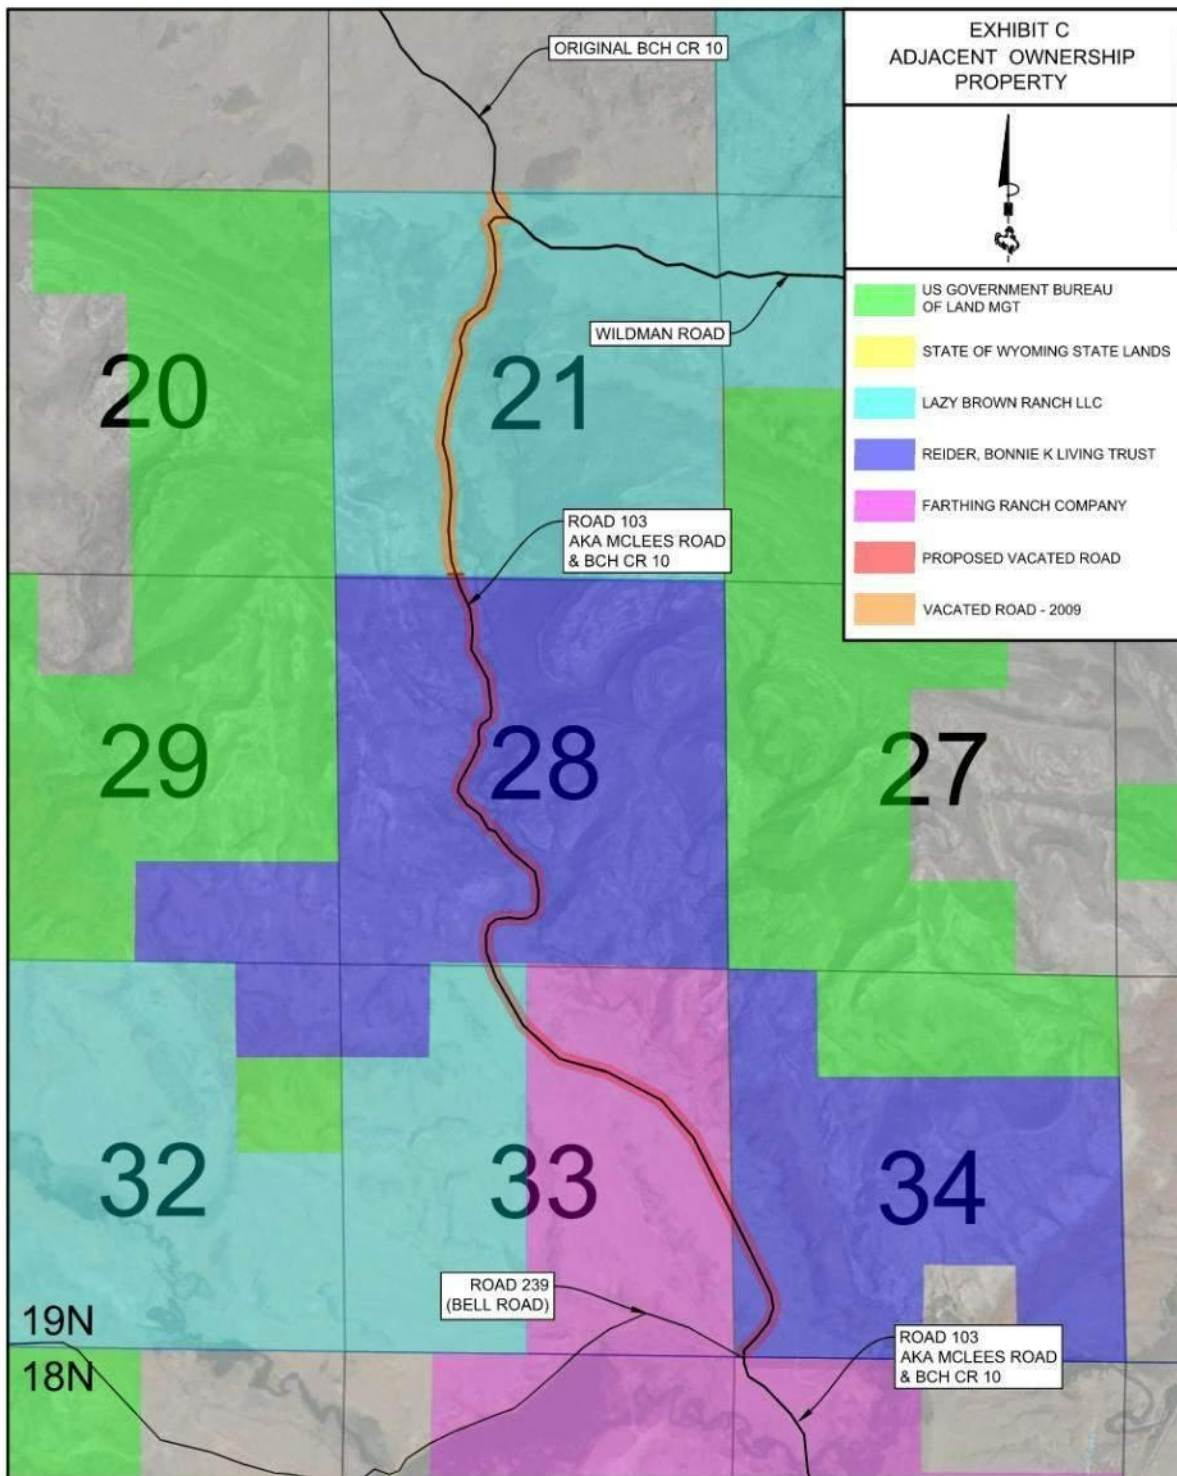 EXHIBIT C
ADJACENT OWNERSHIP
PROPERTY
ORIGINAL BCH CR 10
WILDMAN ROAD
US GOVERNMENT BUREAU
OF LAND MGT
STATE OF WYOMING STATE LANDS
LAZY BROWN RANCH LLC
REIDER, BONNIE K LIVING TRUST
FARTHING RANCH COMPANY
PROPOSED VACATED ROAD
VACATED ROAD - 2009
20
21
ROAD 103
AKA MCLEES ROAD
& BCH CR 10
29
28
27
32
33
34
ROAD 239
(BELL ROAD)
19N
18N
ROAD 103
AKA MCLEES ROAD
& BCH CR 10